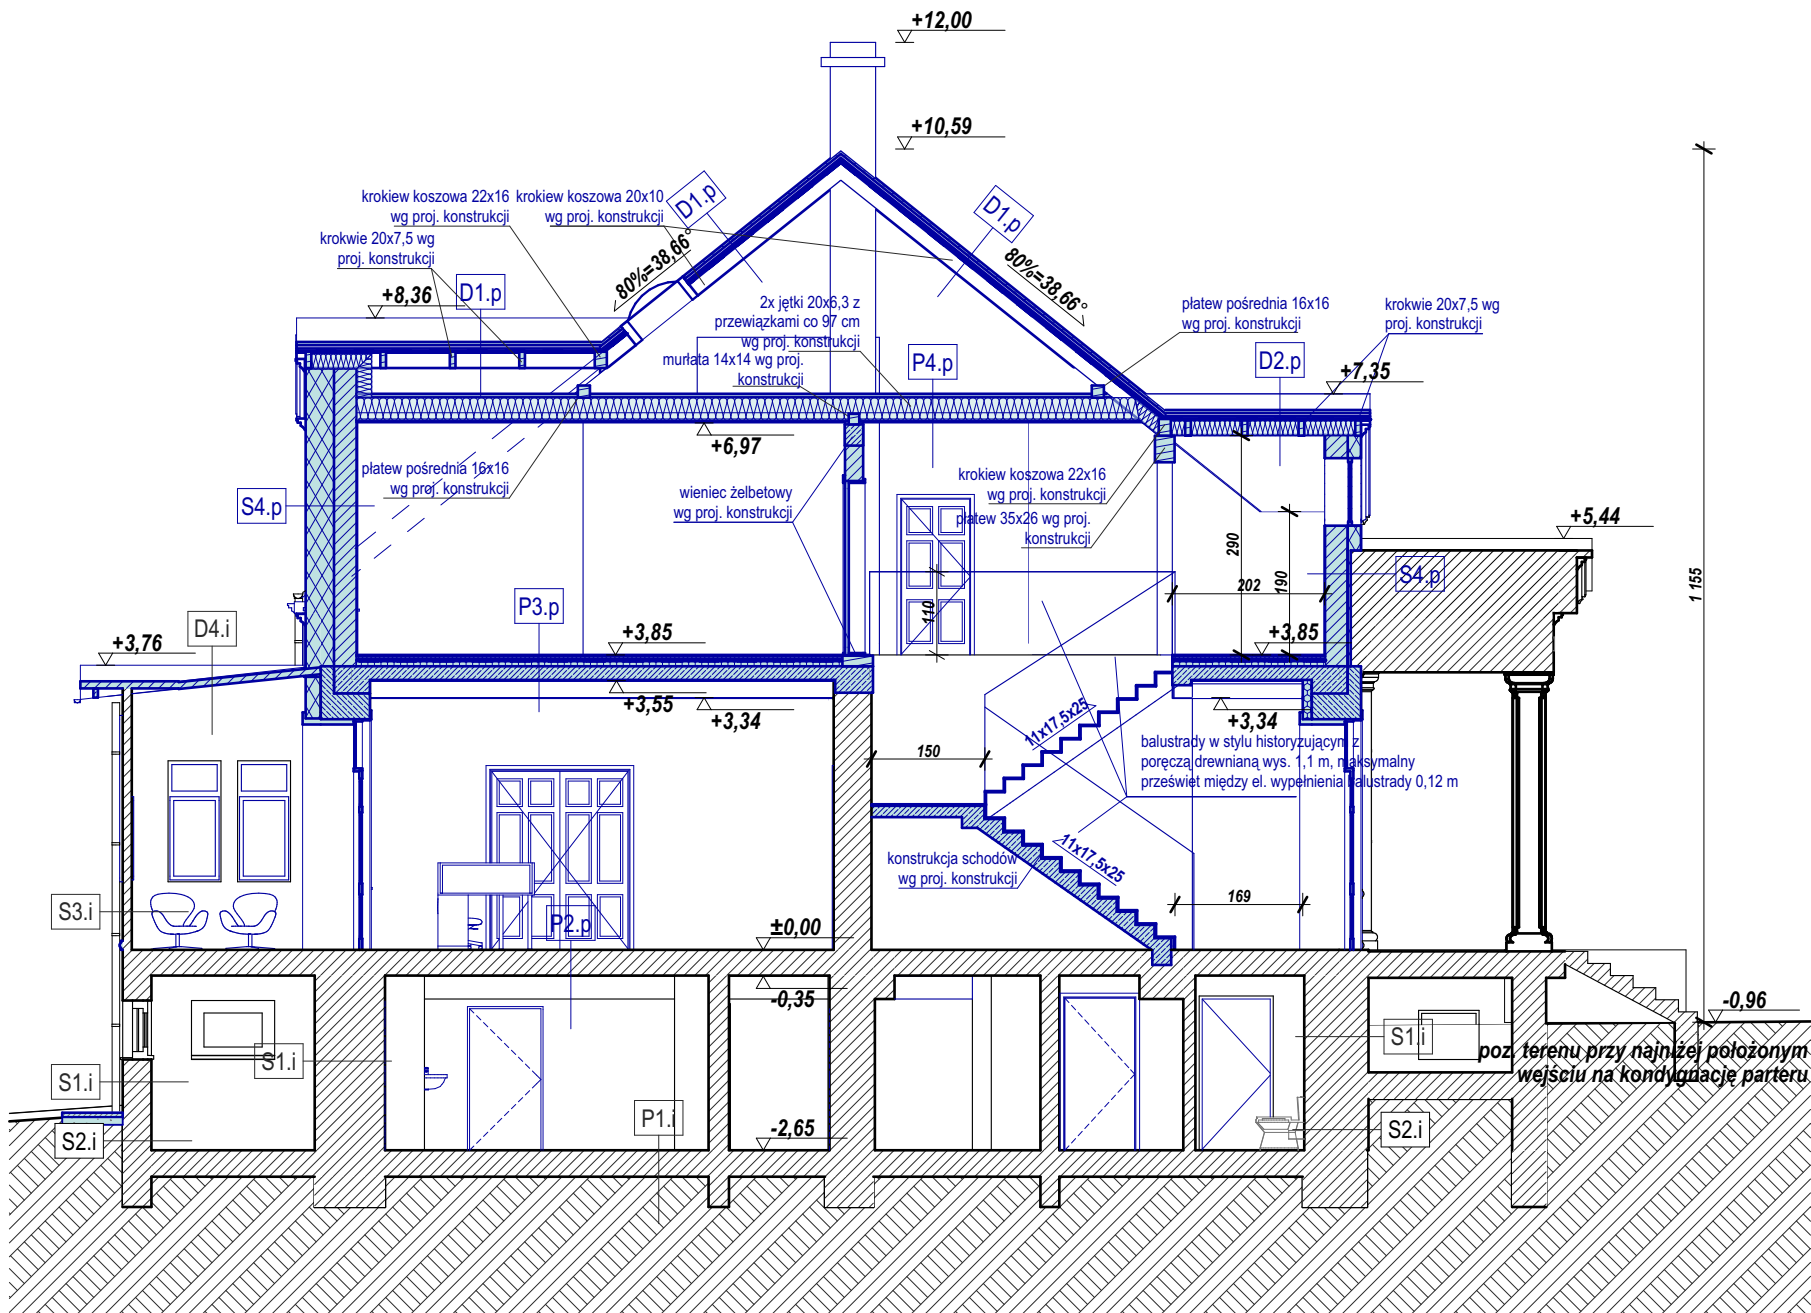 +12,00
+10,59
krokiew koszowa 22x16
wg proj. konstrukcji
krokiew koszowa 20x10
wg proj. konstrukcji
D1.p
D1.p
krokwie 20x7,5 wg
proj. konstrukcji
80%=38,66°
80%=38,66°
+8,36
D1.p
2x jętki 20x6,3 z
przewiązkami co 97 cm
wg proj. konstrukcji
murłata 14x14 wg proj.
konstrukcji
P4.p
płatew pośrednia 16x16
wg proj. konstrukcji
krokwie 20x7,5 wg
proj. konstrukcji
D2.p
+7,35
+6,97
płatew pośrednia 16x16
wg proj. konstrukcji
S4.p
wieniec żelbetowy
wg proj. konstrukcji
krokiew koszowa 22x16
wg proj. konstrukcji
płatew 35x26 wg proj.
konstrukcji
290
190
202
110
+5,44
S4.p
1 155
P3.p
D4.i
+3,76
+3,85
+3,85
+3,55
+3,34
+3,34
150
11x17,5x25
balustrady w stylu historyzującym z
poręczą drewnianą wys. 1,1 m, maksymalny
przeświet między el. wypełnienia balustrady 0,12 m
konstrukcja schodów
wg proj. konstrukcji
11x17,5x25
169
S3.i
P2.p
±0,00
-0,35
-0,96
poz. terenu przy najniżej położonym
wejściu na kondygnację parteru
S1.i
S1.i
S1.i
P1.i
-2,65
S2.i
S2.i